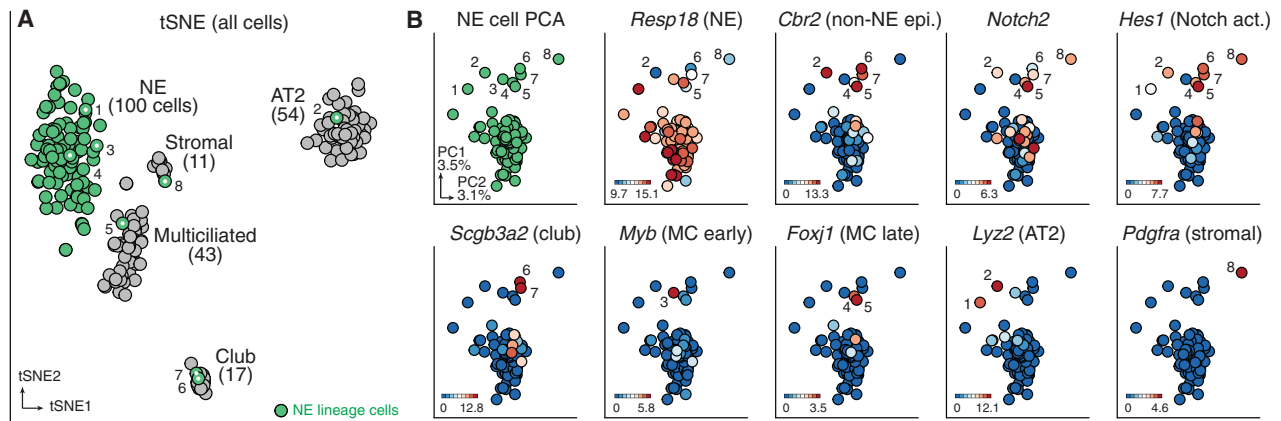 A
tSNE (all cells)
NE
(100 cells)
1
3
4
Stromal
(11)
8
AT2
(54)
2
5
Multiciliated
(43)
Club
(17)
7
6
tSNE2
tSNE1
NE lineage cells
B
NE cell PCA
1
2
3
4
5
6
7
8
PC1
3.5%
PC2
3.1%
Resp18 (NE)
1
2
4
5
6
7
8
9.7 15.1
Cbr2 (non-NE epi.)
2
4
5
6
7
0 13.3
Notch2
2
4
5
6
7
8
0 6.3
Hes1 (Notch act.)
1
2
4
5
6
7
8
0 7.7
Scgb3a2 (club)
6
7
0 12.8
Myb (MC early)
3
0 5.8
Foxj1 (MC late)
4
5
0 3.5
Lyz2 (AT2)
2
1
0 12.1
Pdgfra (stromal)
8
0 4.6